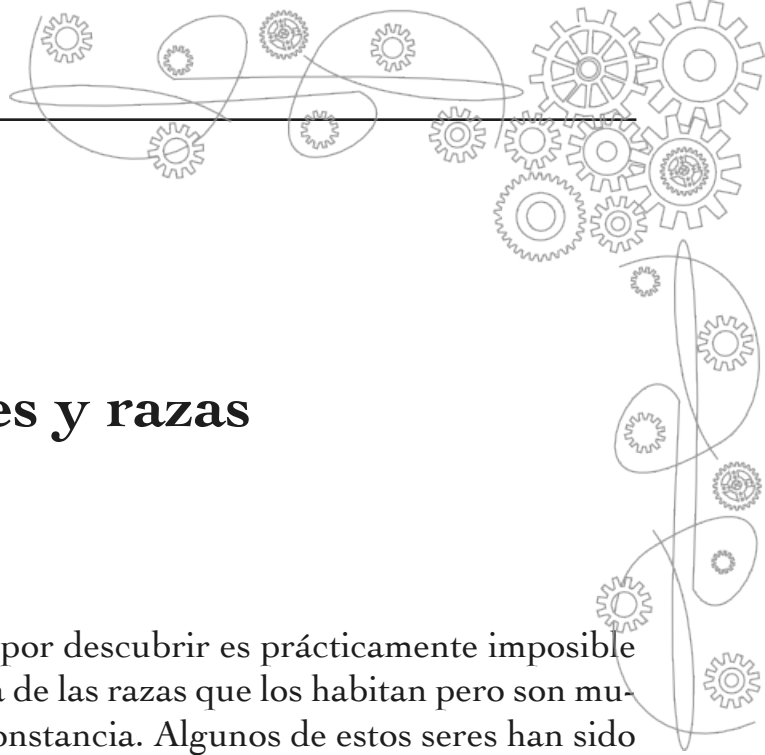 es y razas
por descubrir es prácticamente imposible
de las razas que los habitan pero son mu-
onstancia. Algunos de estos seres han sido